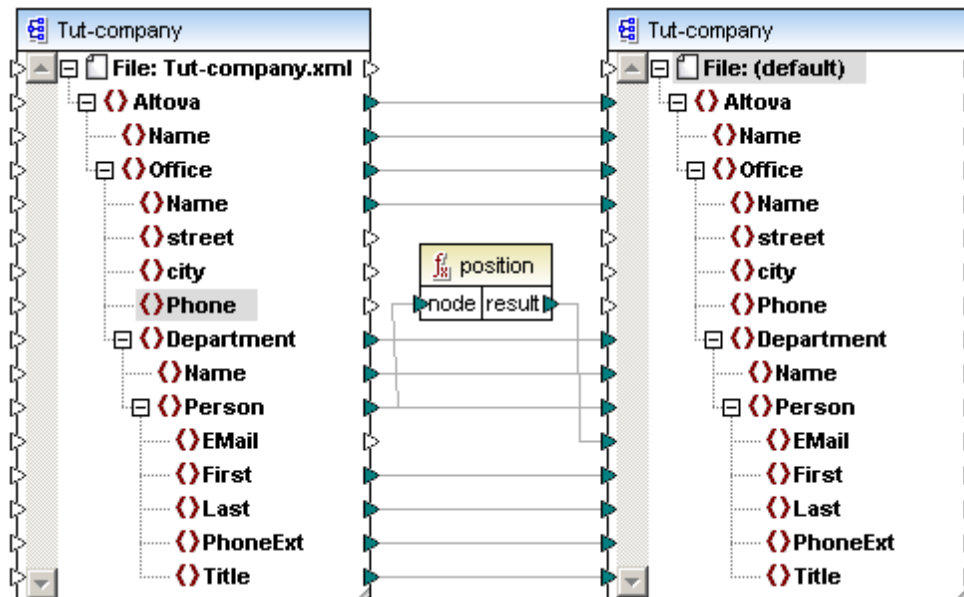 Tut-company
File: Tut-company.xml
Altova
Name
Office
Name
street
city
Phone
Department
Name
Person
EMail
First
Last
PhoneExt
Title
position
node result
Tut-company
File: (default)
Altova
Name
Office
Name
street
city
Phone
Department
Name
Person
EMail
First
Last
PhoneExt
Title